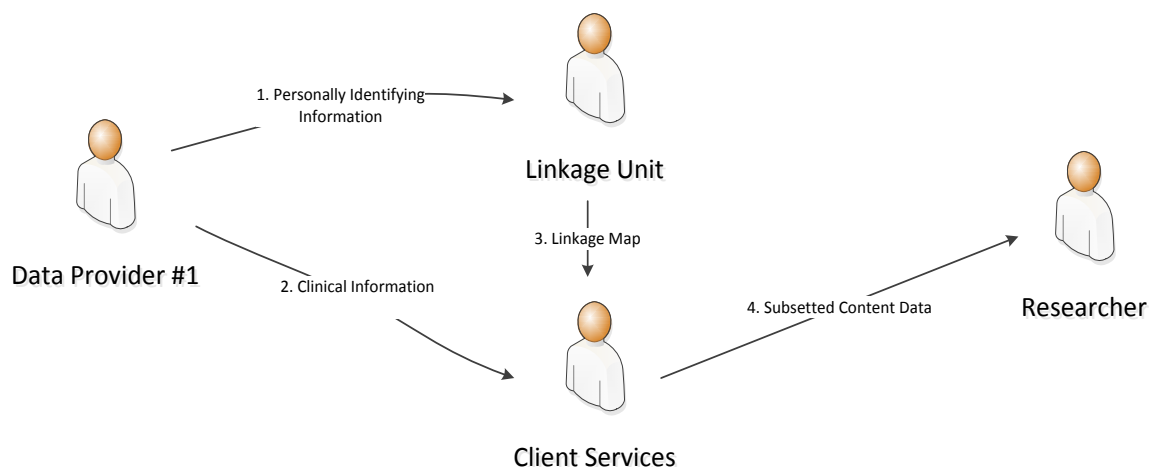 1. Personally Identifying
Information
Linkage Unit
Data Provider #1
3. Linkage Map
2. Clinical Information
4. Subsetted Content Data
Researcher
Client Services